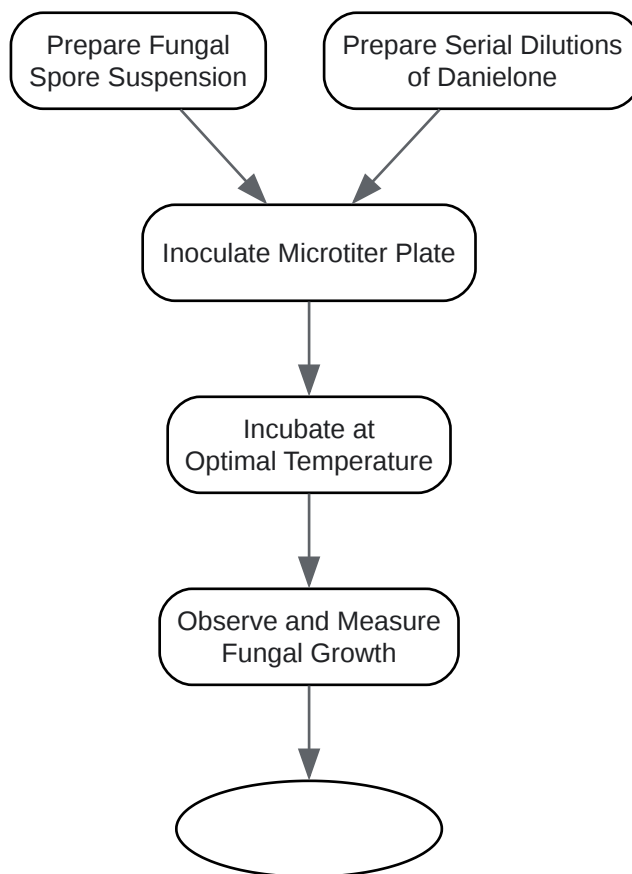 Prepare Fungal
Spore Suspension
Prepare Serial Dilutions
of Danielone
Inoculate Microtiter Plate
Incubate at
Optimal Temperature
Observe and Measure
Fungal Growth